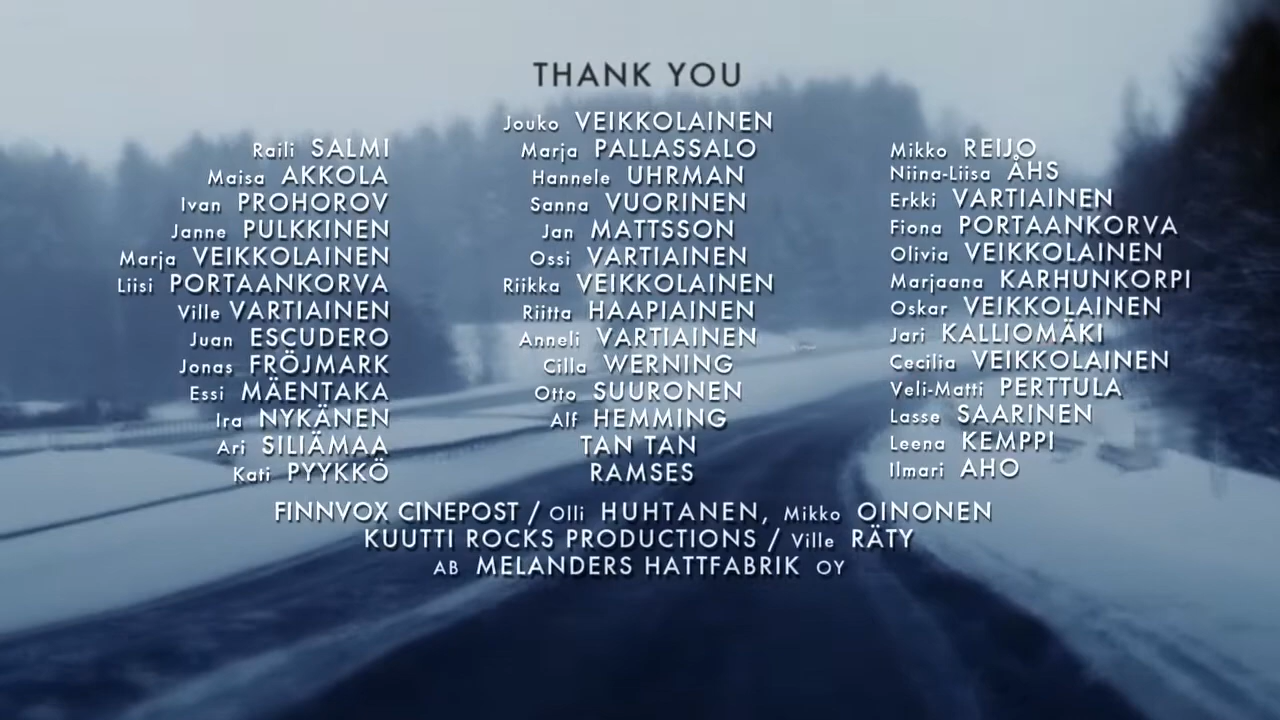 THANK YOU
Raili SALMI
Maisa AKKOLA
Ivan PROHOROV
Janne PULKKINEN
Marja VEIKKOLAINEN
Liisi PORTAANKORVA
Ville VARTIAINEN
Juan ESCUDERO
Jonas FRÖJMARK
Essi MÄENTAKA
Ira NYKÄNEN
Ari SILIÄMAA
Kati PYYKKÖ
Jouko VEIKKOLAINEN
Marja PALLASSALO
Hannele UHRMAN
Sanna VUORINEN
Jan MATTSSON
Ossi VARTIAINEN
Riikka VEIKKOLAINEN
Riitta HAAPIAINEN
Anneli VARTIAINEN
Cilla WERNING
Otto SUURONEN
Alf HEMMING
TAN TAN
RAMSES
Mikko REIJO
Niina-Liisa ÅHS
Erkki VARTIAINEN
Fiona PORTAANKORVA
Olivia VEIKKOLAINEN
Marjaana KARHUNKORPI
Oskar VEIKKOLAINEN
Jari KALLIOMÄKI
Cecilia VEIKKOLAINEN
Veli-Matti PERTTULA
Lasse SAARINEN
Leena KEMPPI
Ilmari AHO
FINNVOX CINEPOST / Olli HUHTANEN, Mikko OINONEN
KUUTTI ROCKS PRODUCTIONS / Ville RÄTY
AB MELANDERS HATTFABRIK OY